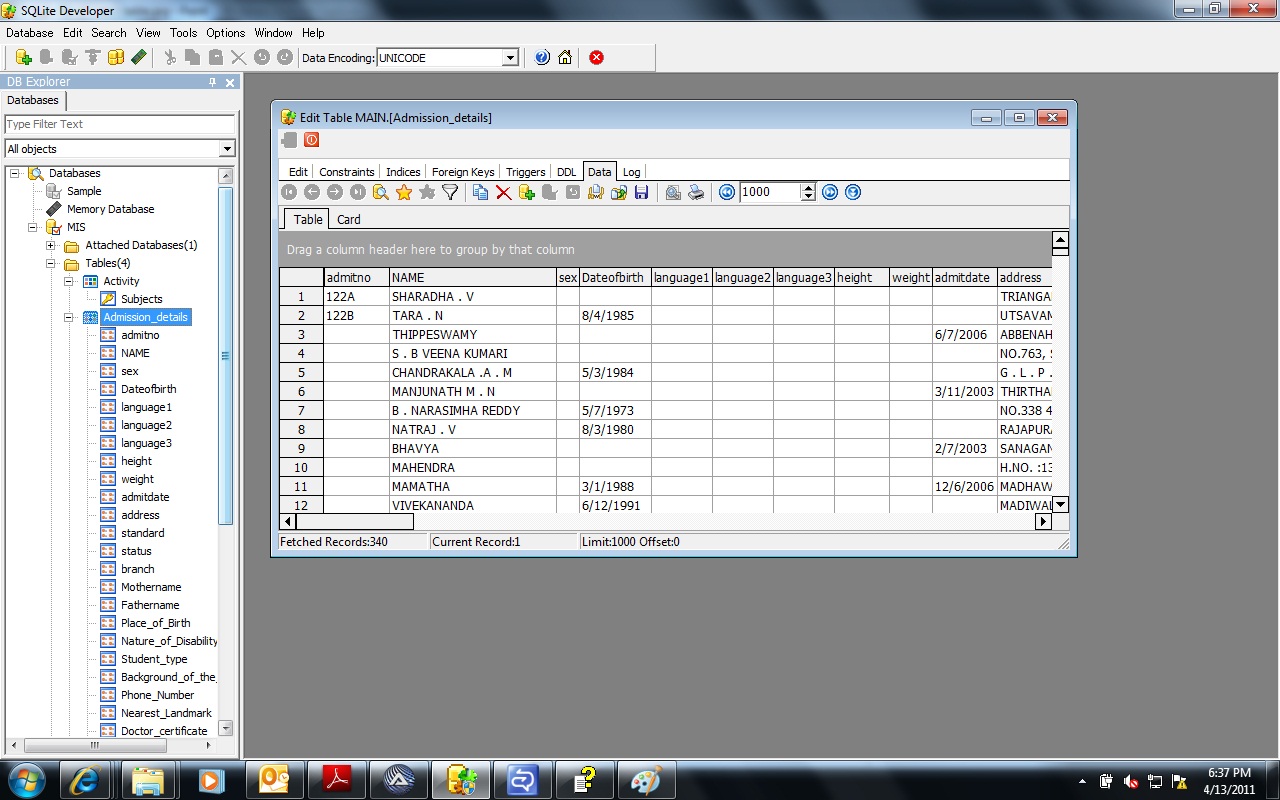 SQLite Developer
Database Edit Search View Tools Options Window Help
Data Encoding: UNICODE
DB Explorer
Databases
Type Filter Text
All objects
Databases
Sample
Memory Database
MIS
Attached Databases(1)
Tables(4)
Activity
Subjects
Admission_details
admitno
NAME
sex
Dateofbirth
language1
language2
language3
height
weight
admitdate
address
standard
status
branch
Mothername
Fathername
Place_of_Birth
Nature_of_Disability
Student_type
Background_of_the_
Phone_Number
Nearest_Landmark
Doctor_certificate
Edit Table MAIN.[Admission_details]
Edit Constraints Indices Foreign Keys Triggers DDL Data Log
1000
Table Card
Drag a column header here to group by that column
admitno NAME sex Dateofbirth language1 language2 language3 height weight admitdate address
1 122A SHARADHA . V TRIANGA
2 122B TARA . N 8/4/1985 UTSAVAM
3 THIPPESWAMY 6/7/2006 ABBENAH
4 S . B VEENA KUMARI NO.763,
5 CHANDRAKALA .A . M 5/3/1984 G . L . P .
6 MANJUNATH M . N 3/11/2003 THIRTHA
7 B . NARASIMHA REDDY 5/7/1973 NO.338 4
8 NATRAJ . V 8/3/1980 RAJAPURA
9 BHAVYA 2/7/2003 SANAGAN
10 MAHENDRA H.NO. :13
11 MAMATHA 3/1/1988 12/6/2006 MADHAW
12 VIVEKANANDA 6/12/1991 MADIWAL
Fetched Records:340 Current Record:1 Limit:1000 Offset:0
6:37 PM
4/13/2011